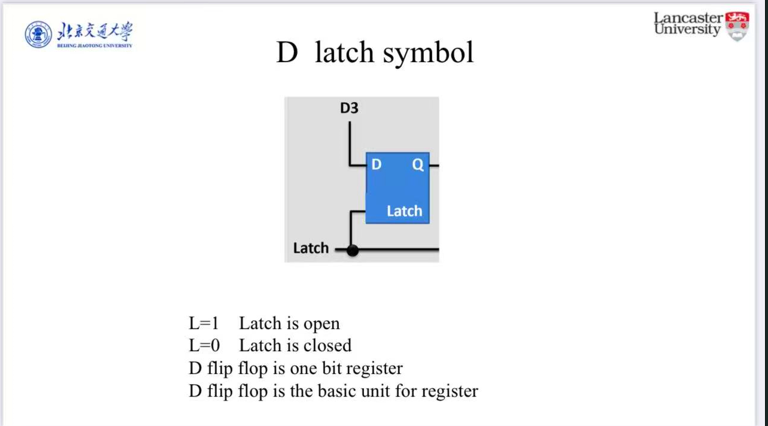 北京交通大学
BEIJING JIAOTONG UNIVERSITY
Lancaster
University
D latch symbol
D3
D Q
Latch
Latch
L=1 Latch is open
L=0 Latch is closed
D flip flop is one bit register
D flip flop is the basic unit for register